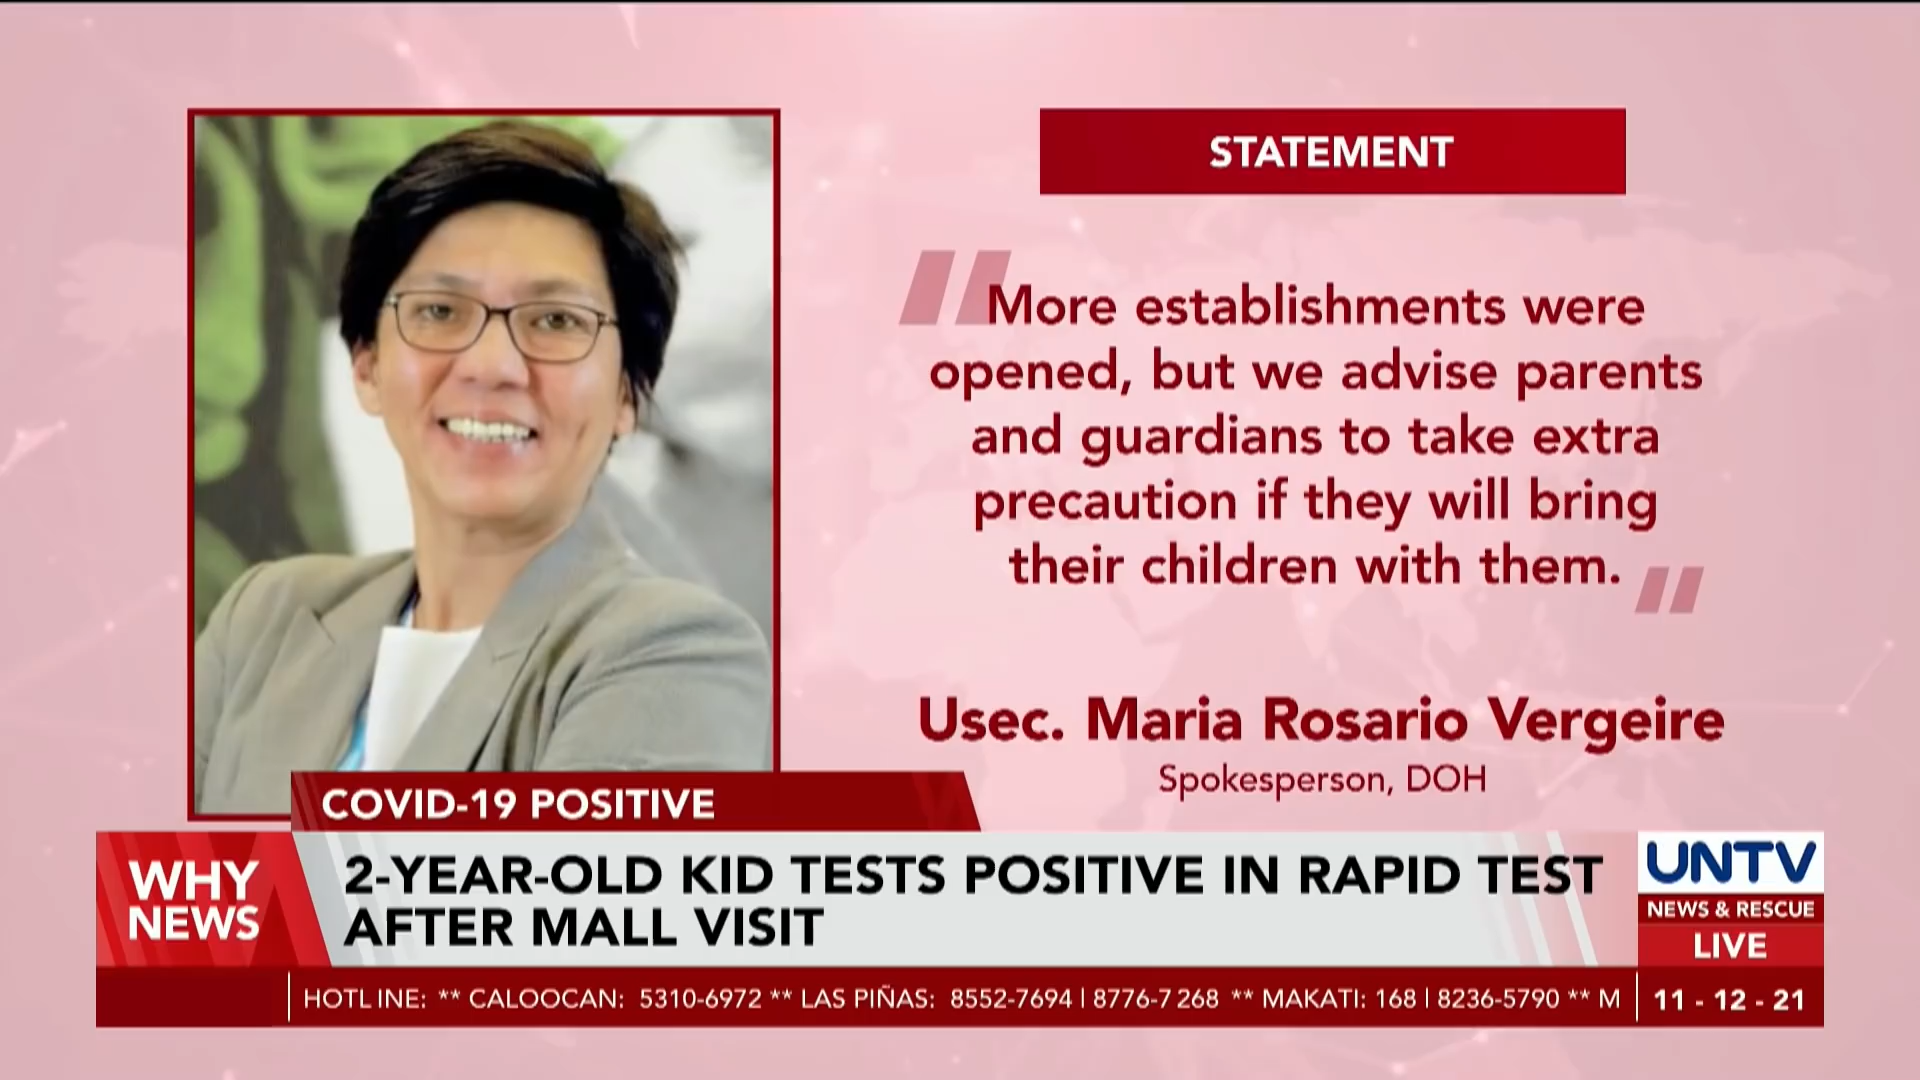 STATEMENT
"More establishments were
opened, but we advise parents
and guardians to take extra
precaution if they will bring
their children with them."
Usec. Maria Rosario Vergeire
Spokesperson, DOH
COVID-19 POSITIVE
WHY
NEWS
2-YEAR-OLD KID TESTS POSITIVE IN RAPID TEST
AFTER MALL VISIT
UNTV
NEWS & RESCUE
LIVE
HOTLINE: ** CALOOCAN: 5310-6972 ** LAS PIÑAS: 8552-7694 | 8776-7268 ** MAKATI: 168 | 8236-5790 ** M
11 - 12 - 21